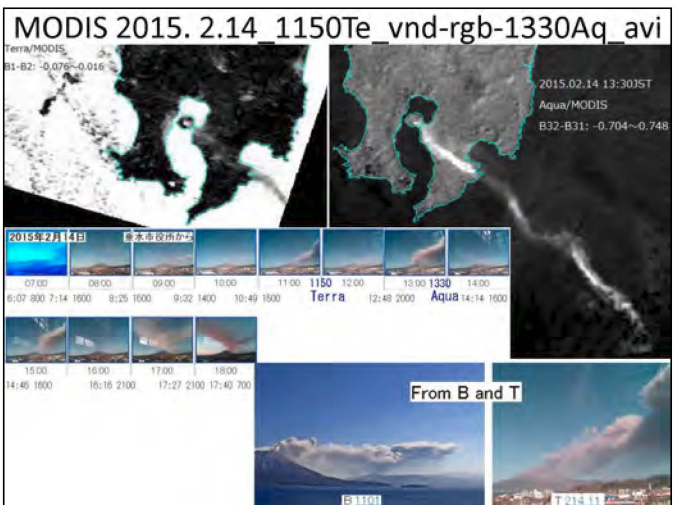 MODIS 2015. 2.14_1150Te_vnd-rgb-1330Aq_avi
Terra/MODIS
B1-B2: -0.076~-0.016
2015.02.14 13:30JST
Aqua/MODIS
B32-B31: -0.704~-0.748
2015年2月14日 垂水市役所から
07:00 08:00 09:00 10:00 11:00 1150 12:00 13:00 1330 14:00
6:07 800 7:14 1600 8:25 1600 9:32 1400 10:49 1500 Terra 12:48 2000 Aqua 14:14 1600
15:00 16:00 17:00 18:00
14:46 1600 16:16 2100 17:27 2100 17:40 700
From B and T
B 1101
T 214 11